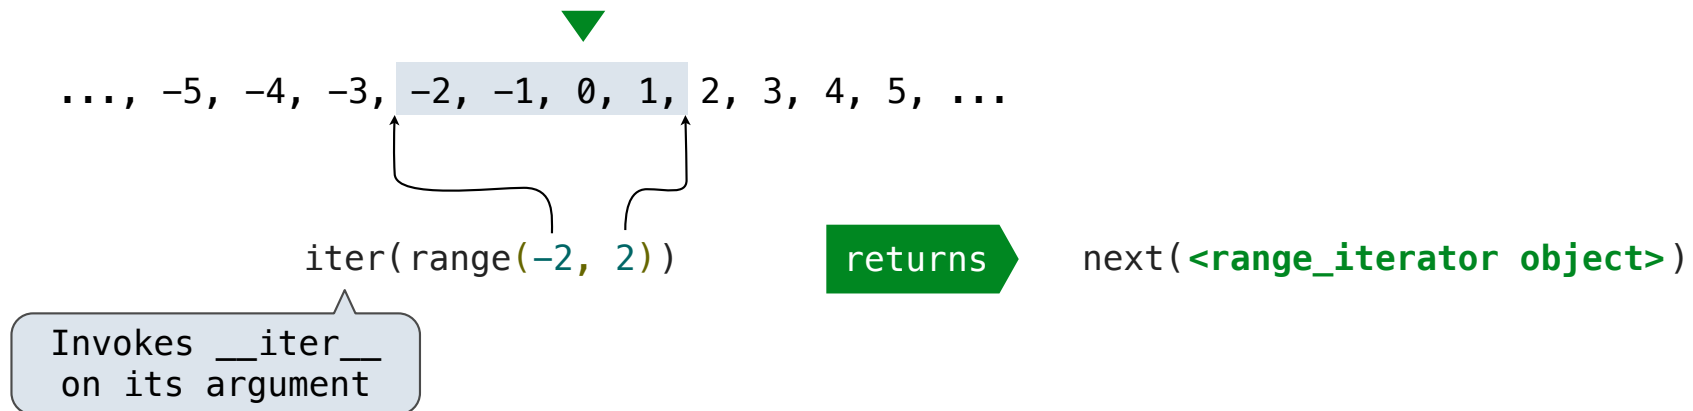 ..., −5, −4, −3, −2, −1, 0, 1, 2, 3, 4, 5, ...
iter(range(−2, 2)) returns next(<range_iterator object>)
Invokes __iter__
on its argument